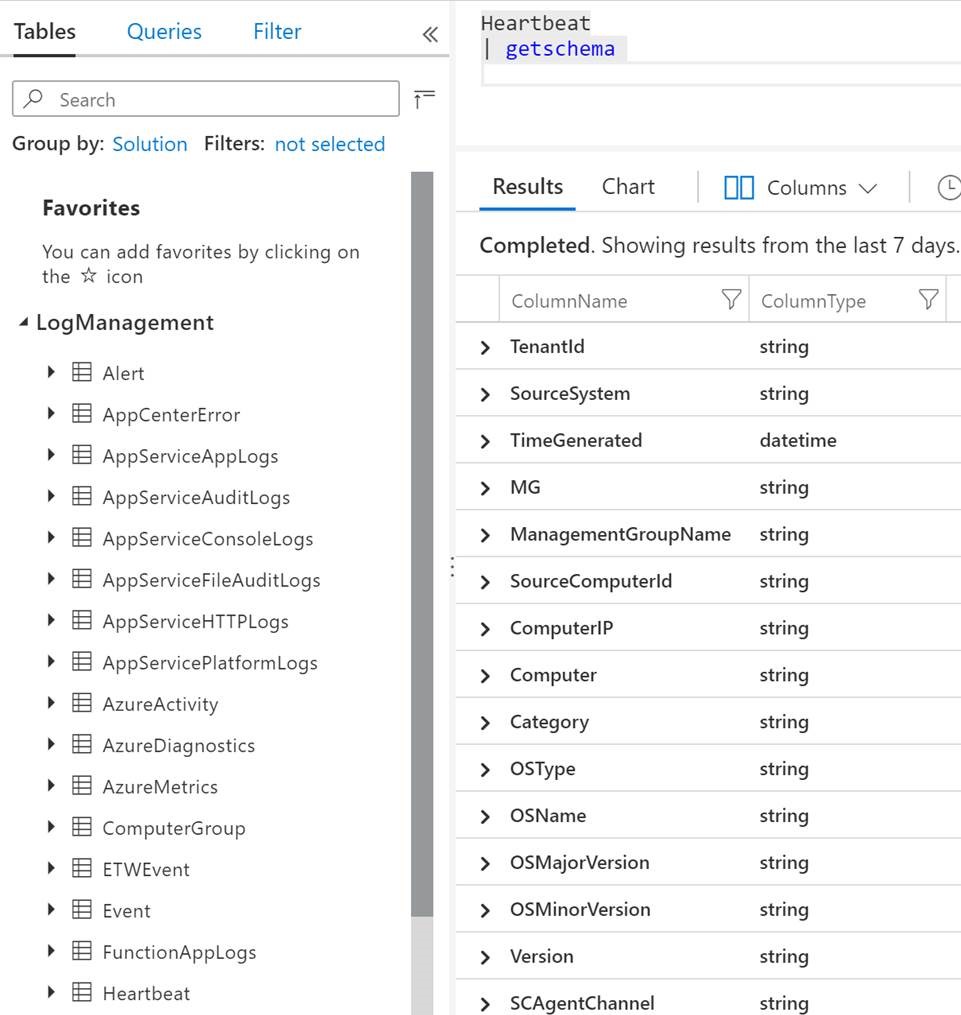 Tables Queries Filter «
Search
Group by: Solution Filters: not selected
Favorites
You can add favorites by clicking on
the ☆ icon
LogManagement
Alert
AppCenterError
AppServiceAppLogs
AppServiceAuditLogs
AppServiceConsoleLogs
AppServiceFileAuditLogs
AppServiceHTTPLogs
AppServicePlatformLogs
AzureActivity
AzureDiagnostics
AzureMetrics
ComputerGroup
ETWEvent
Event
FunctionAppLogs
Heartbeat
Heartbeat
| getschema
Results Chart Columns
Completed. Showing results from the last 7 days.
ColumnName ColumnType
TenantId string
SourceSystem string
TimeGenerated datetime
MG string
ManagementGroupName string
SourceComputerId string
ComputerIP string
Computer string
Category string
OSType string
OSName string
OSMajorVersion string
OSMinorVersion string
Version string
SCAgentChannel string